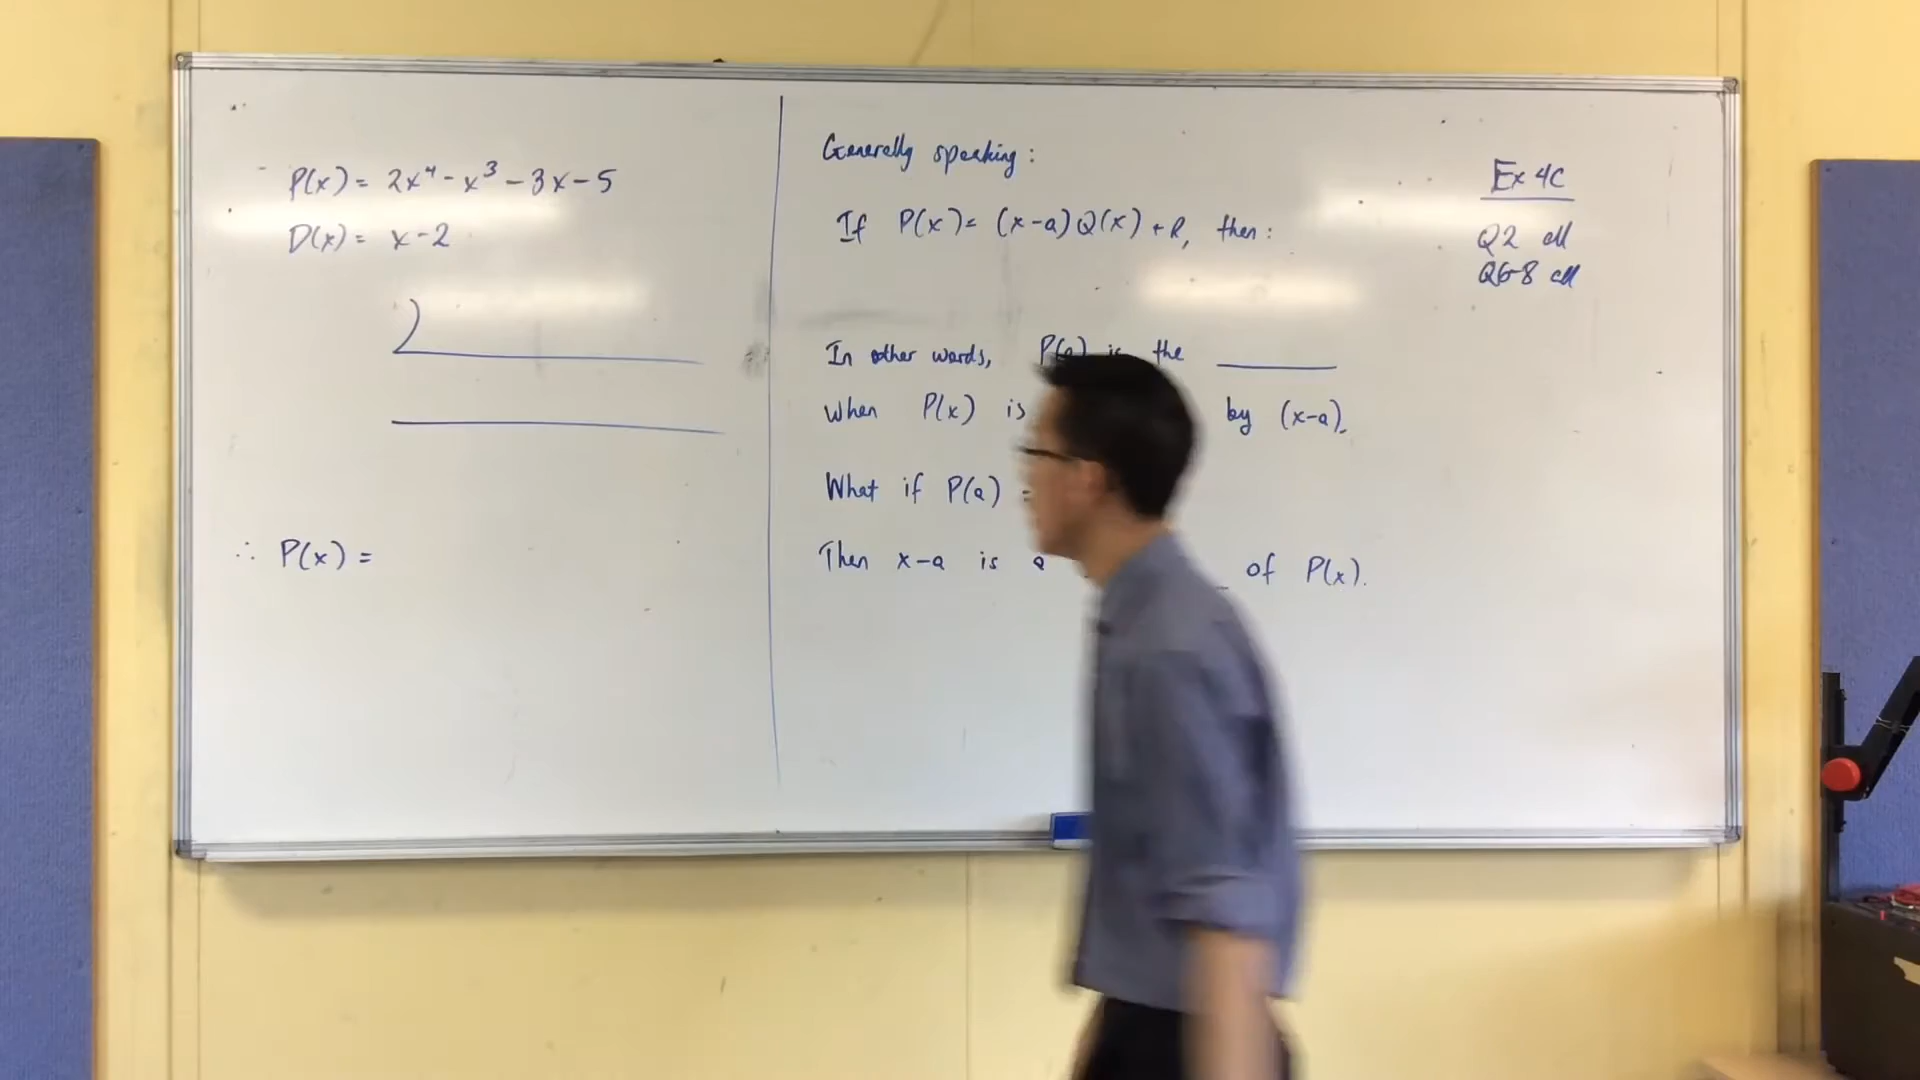 P(x) = 2x⁴ - x³ - 3x - 5
D(x) = x - 2
∴ P(x) =
Generally speaking:
If P(x) = (x-a)Q(x) + R, then:
In other words, P(a) is the
When P(x) is by (x-a).
What if P(a) =
Then x-a is a of P(x).
Ex 4C
Q2 all
Q6-8 all